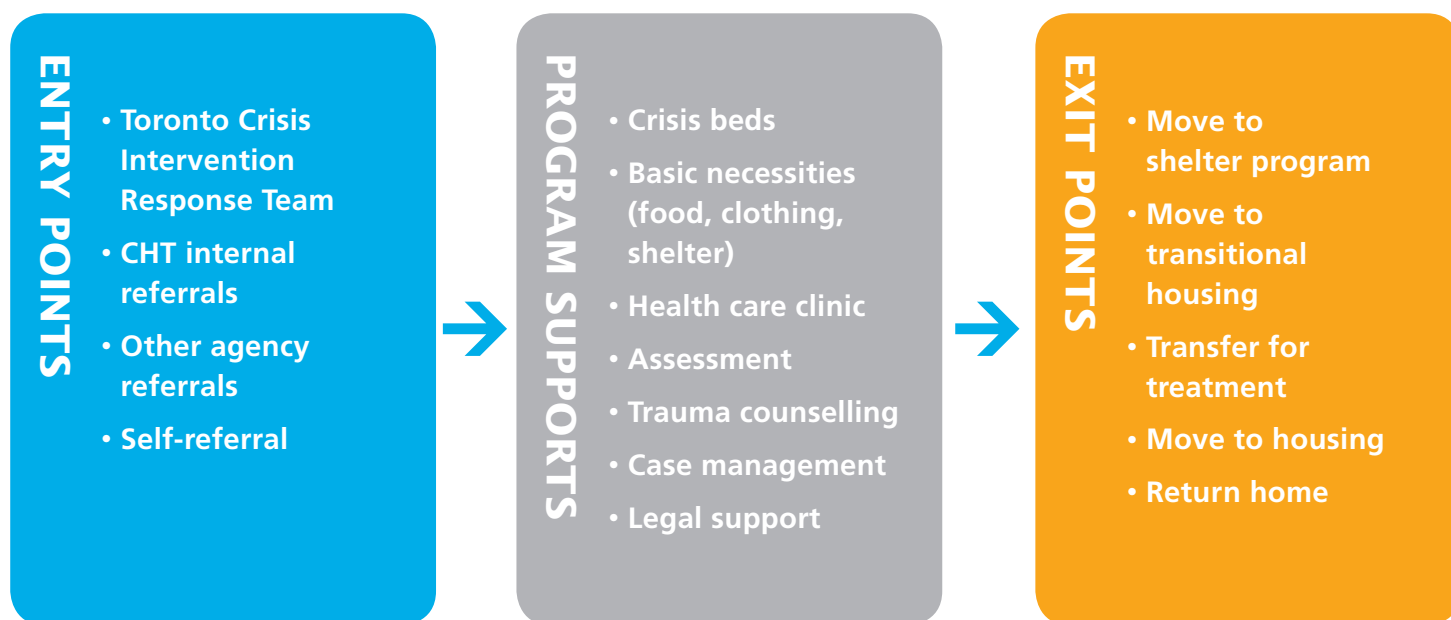 ENTRY POINTS
• Toronto Crisis
Intervention
Response Team
• CHT internal
referrals
• Other agency
referrals
• Self-referral
PROGRAM SUPPORTS
• Crisis beds
• Basic necessities
(food, clothing,
shelter)
• Health care clinic
• Assessment
• Trauma counselling
• Case management
• Legal support
EXIT POINTS
• Move to
shelter program
• Move to
transitional
housing
• Transfer for
treatment
• Move to housing
• Return home